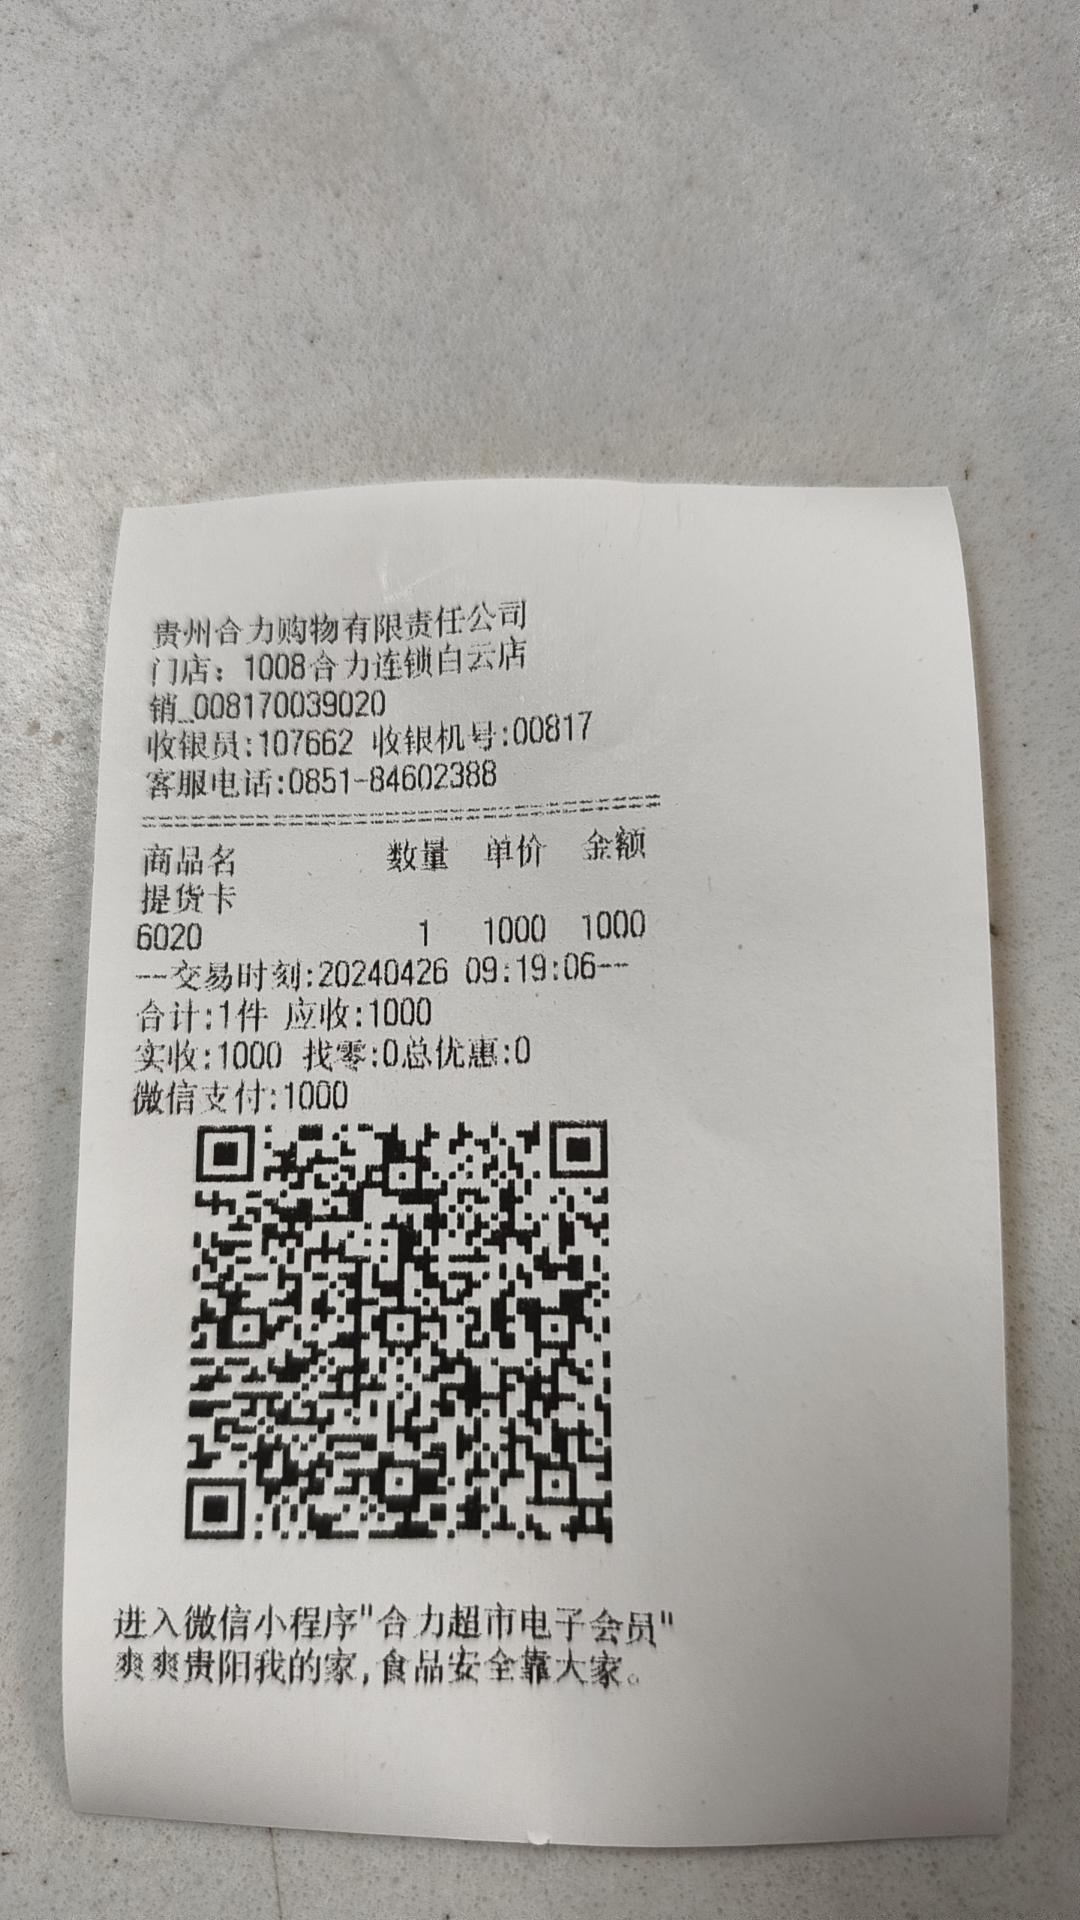 贵州合力购物有限责任公司
门店：1008合力连锁白云店
销_008170039020
收银员:107662 收银机号:00817
客服电话:0851-84602388
商品名 数量 单价 金额
提货卡
6020 1 1000 1000
--交易时刻:20240426 09:19:06--
合计:1件 应收:1000
实收:1000 找零:0总优惠:0
微信支付:1000
进入微信小程序"合力超市电子会员"
爽爽贵阳我的家,食品安全靠大家。